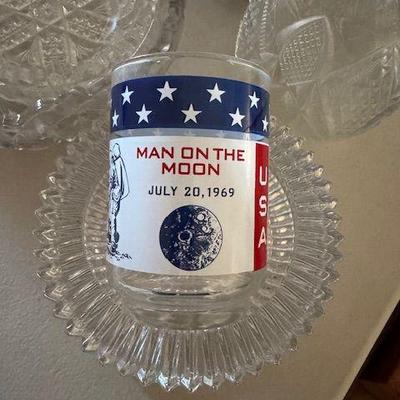 MAN ON THE
MOON
JULY 20, 1969
USA